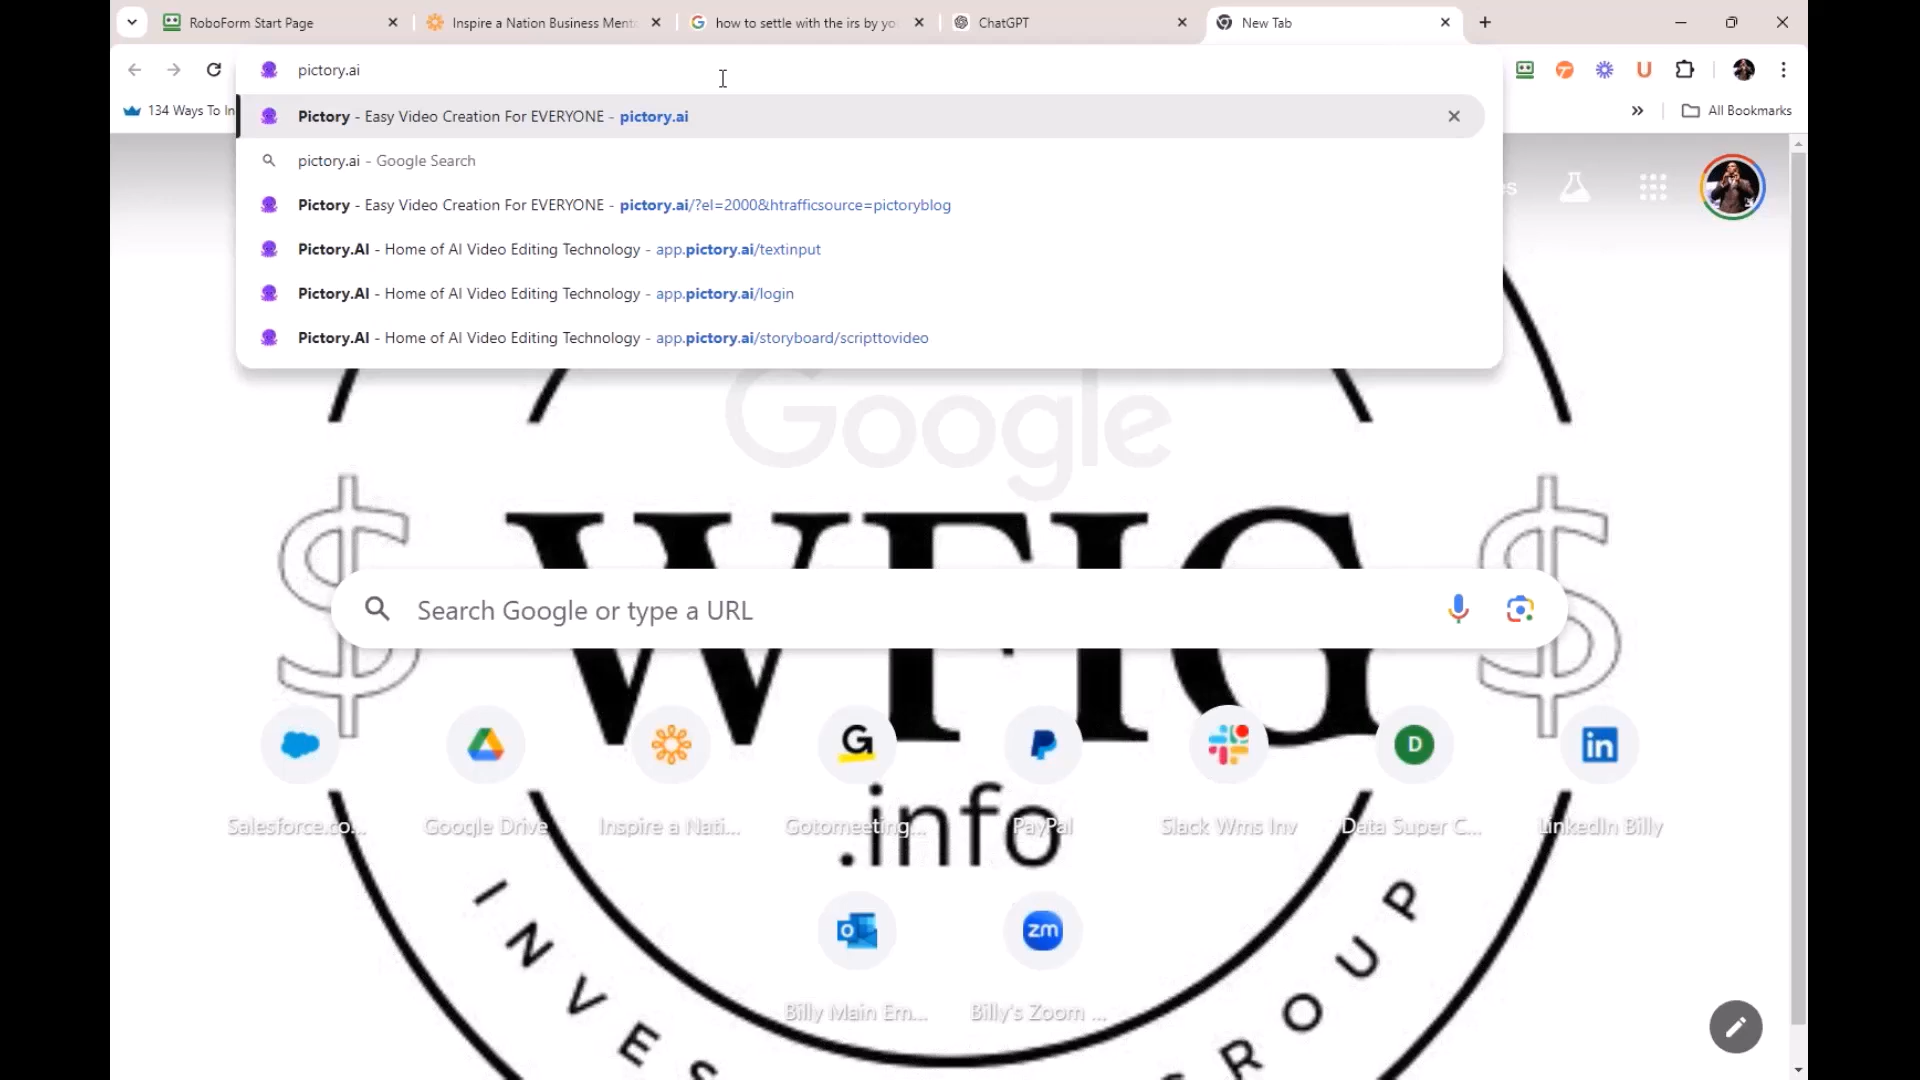 RoboForm Start Page
Inspire a Nation Business Ment
how to settle with the irs by yo
ChatGPT
New Tab
pictory.ai
134 Ways To In
All Bookmarks
Pictory - Easy Video Creation For EVERYONE - pictory.ai
pictory.ai - Google Search
Pictory - Easy Video Creation For EVERYONE - pictory.ai/?el=2000&htrafficsource=pictoryblog
Pictory.AI - Home of AI Video Editing Technology - app.pictory.ai/textinput
Pictory.AI - Home of AI Video Editing Technology - app.pictory.ai/login
Pictory.AI - Home of AI Video Editing Technology - app.pictory.ai/storyboard/scripttovideo
Google
$ WFIG $
Search Google or type a URL
Salesforce.co...
Google Drive
Inspire a Nati...
Gotomeeting...
PayPal
Slack Wms Inv
Data Super C...
LinkedIn Billy
.info
Billy Main Em...
Billy's Zoom ...
INVES
ROUP